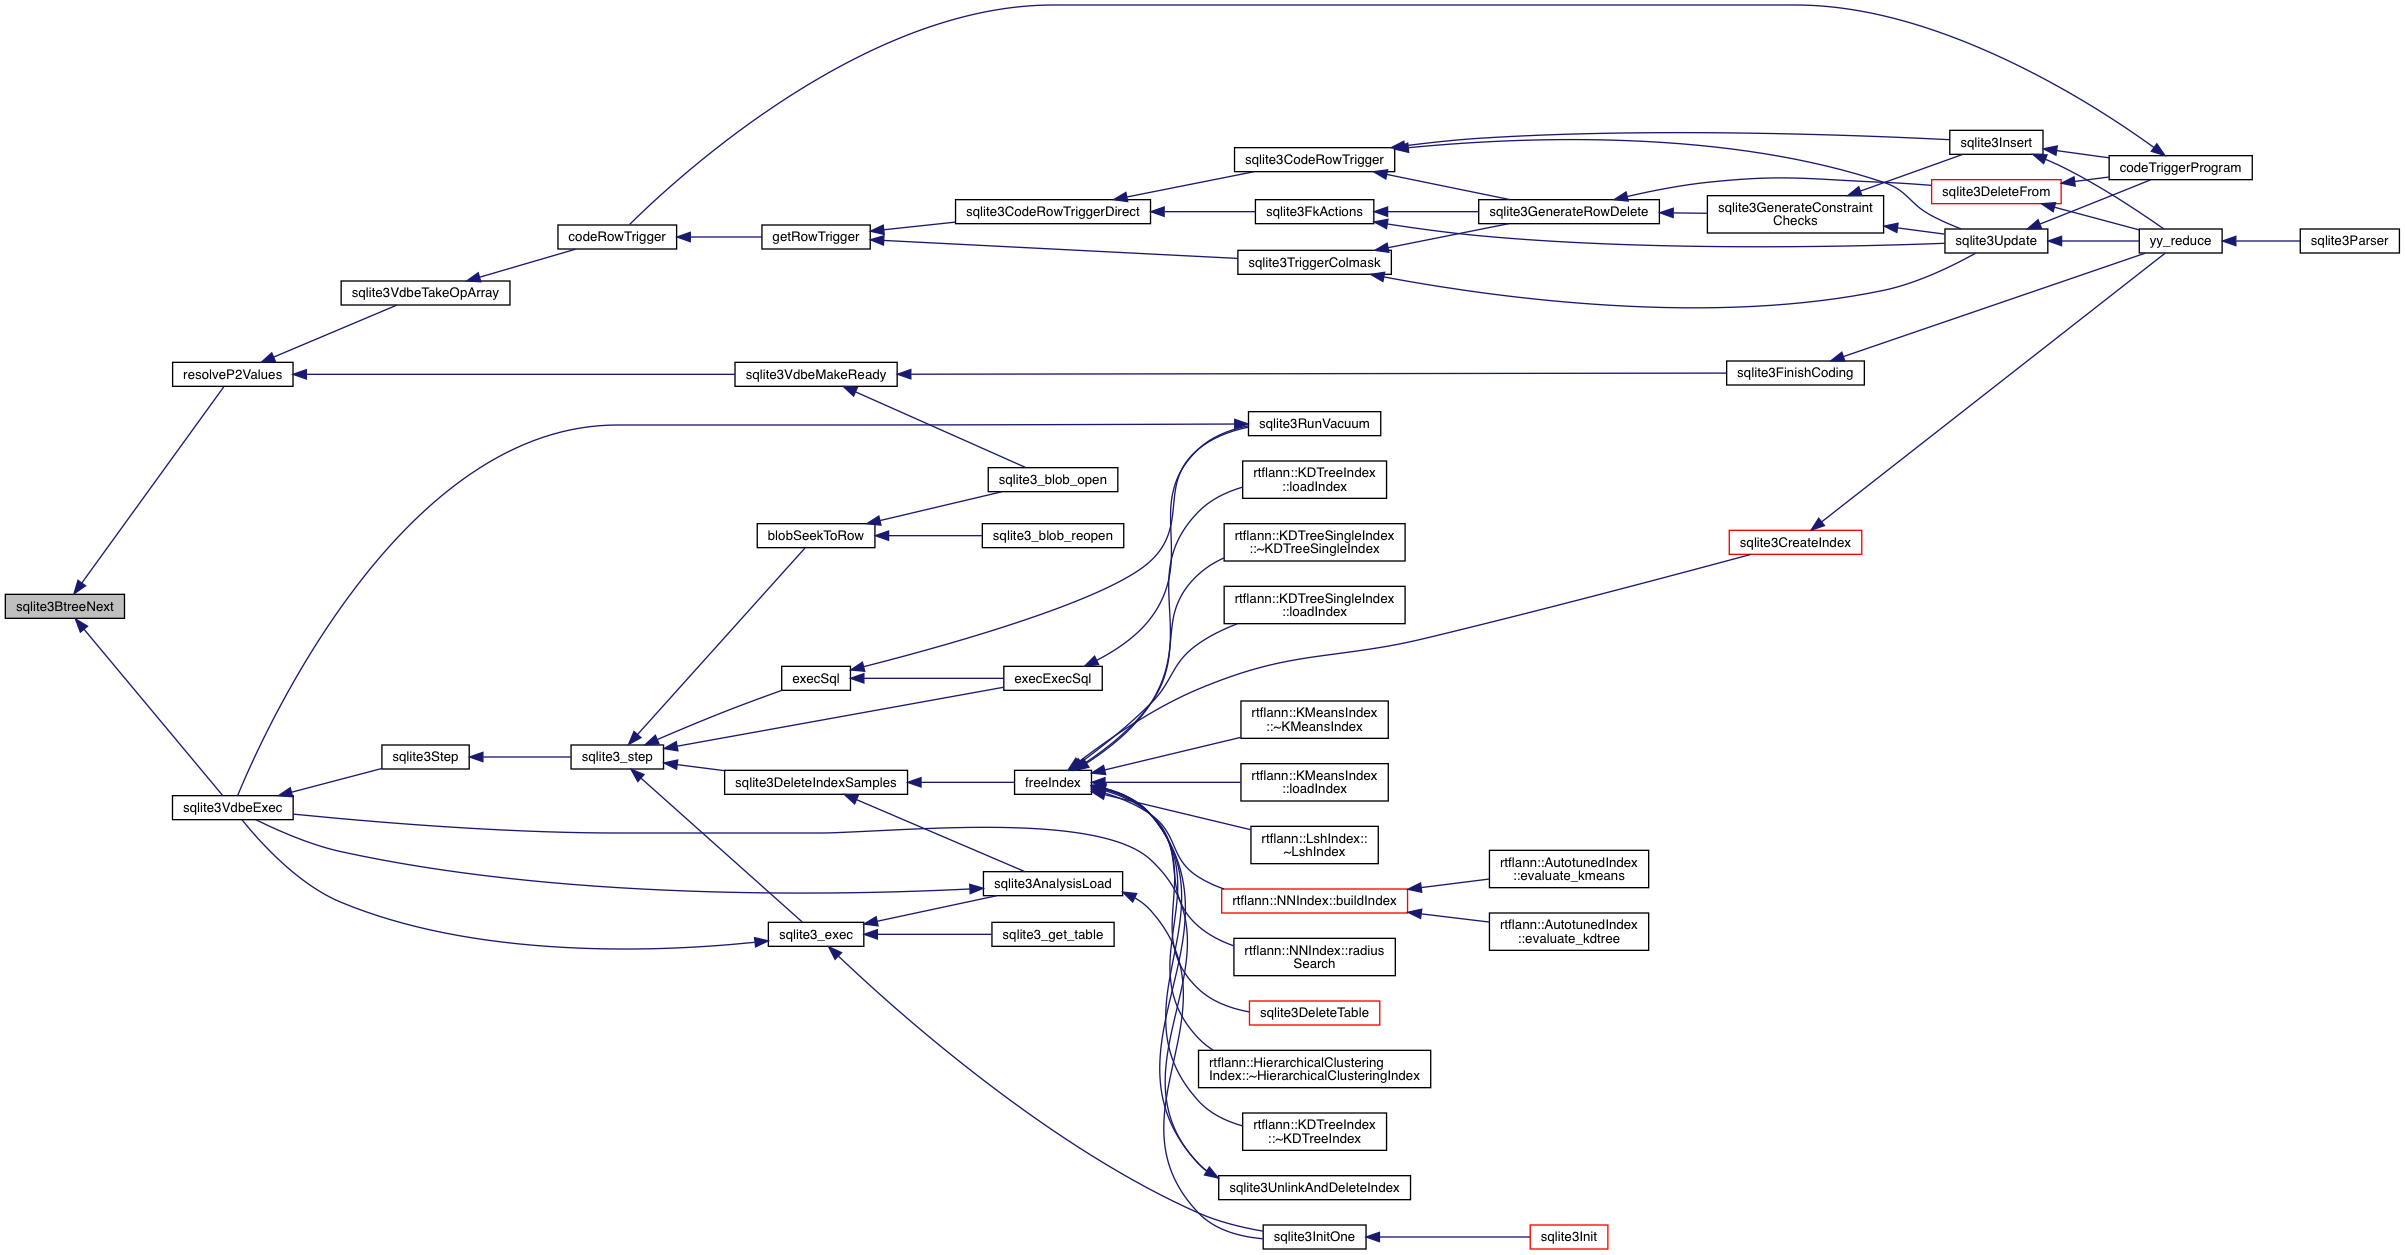 sqlite3Insert
sqlite3CodeRowTrigger
codeTriggerProgram
sqlite3DeleteFrom
sqlite3CodeRowTriggerDirect
sqlite3FkActions
sqlite3GenerateRowDelete
sqlite3GenerateConstraint
Checks
codeRowTrigger
getRowTrigger
sqlite3Update
yy_reduce
sqlite3Parser
sqlite3TriggerColmask
sqlite3VdbeTakeOpArray
resolveP2Values
sqlite3VdbeMakeReady
sqlite3FinishCoding
sqlite3RunVacuum
sqlite3_blob_open
rtflann::KDTreeIndex
::loadIndex
blobSeekToRow
sqlite3_blob_reopen
rtflann::KDTreeSingleIndex
::~KDTreeSingleIndex
sqlite3CreateIndex
sqlite3BtreeNext
rtflann::KDTreeSingleIndex
::loadIndex
execSql
execExecSql
rtflann::KMeansIndex
::~KMeansIndex
sqlite3Step
sqlite3_step
sqlite3DeleteIndexSamples
freeIndex
rtflann::KMeansIndex
::loadIndex
sqlite3VdbeExec
rtflann::LshIndex::
~LshIndex
rtflann::AutotunedIndex
::evaluate_kmeans
sqlite3AnalysisLoad
rtflann::NNIndex::buildIndex
rtflann::AutotunedIndex
::evaluate_kdtree
sqlite3_exec
sqlite3_get_table
rtflann::NNIndex::radius
Search
sqlite3DeleteTable
rtflann::HierarchicalClustering
Index::~HierarchicalClusteringIndex
rtflann::KDTreeIndex
::~KDTreeIndex
sqlite3UnlinkAndDeleteIndex
sqlite3InitOne
sqlite3Init